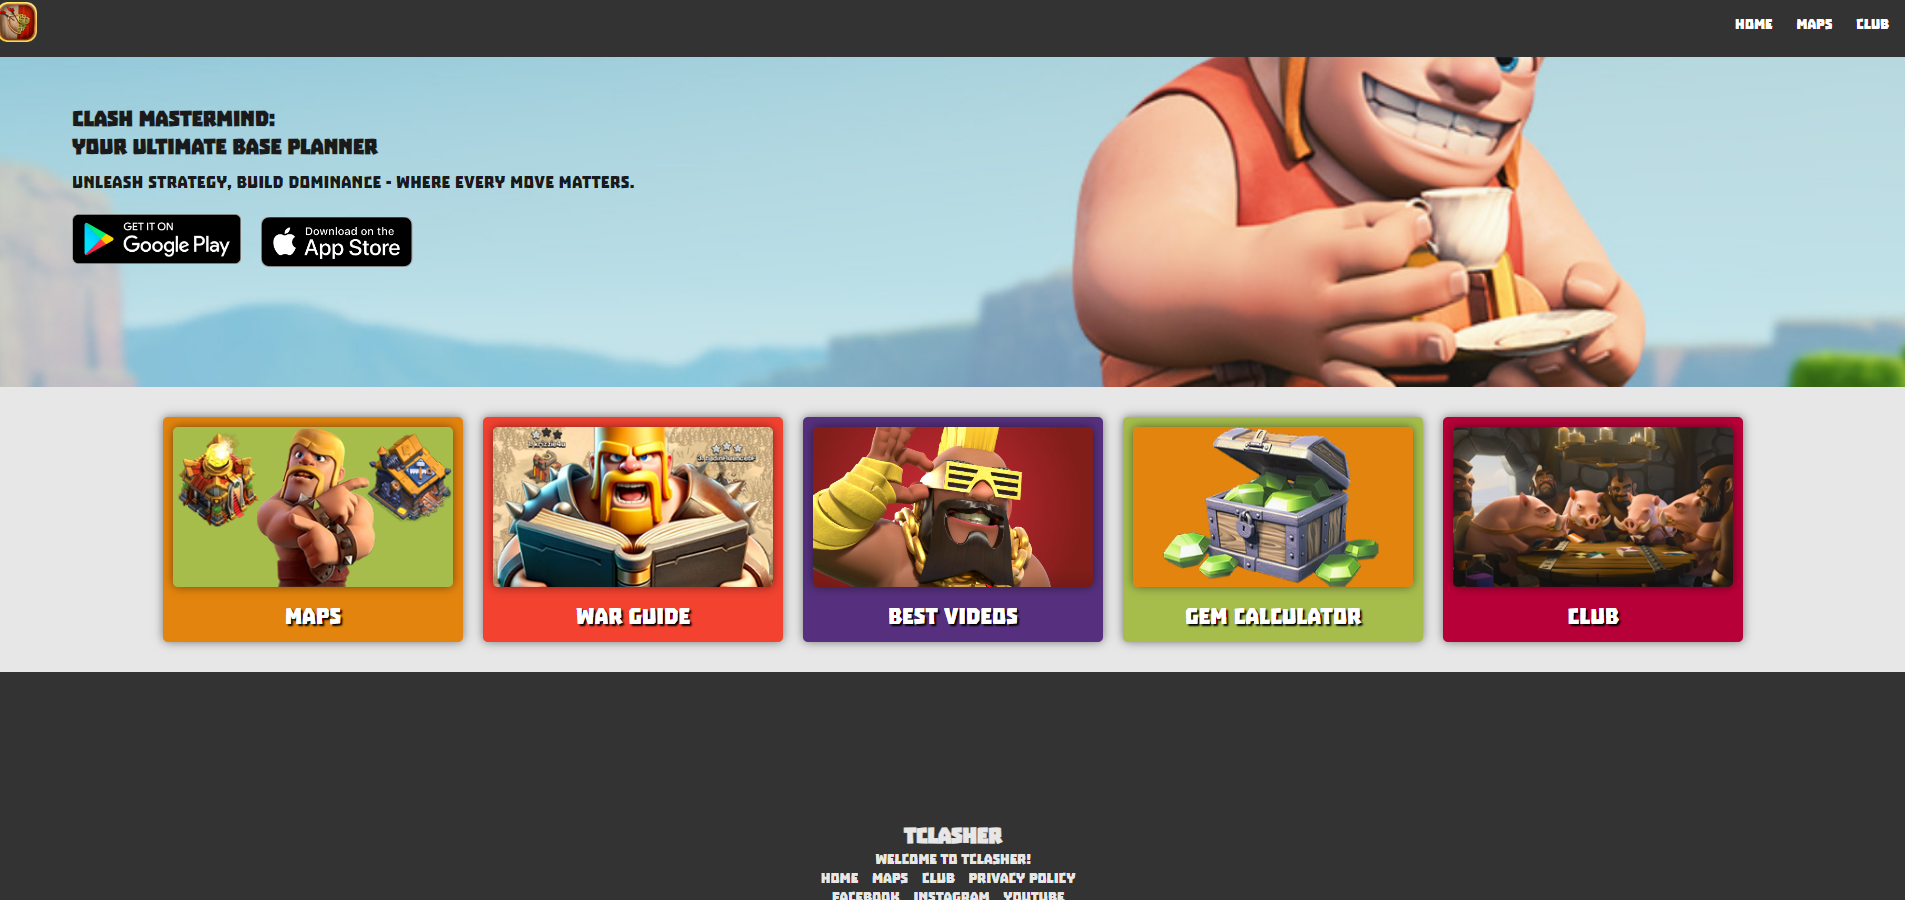 HOME MAPS CLUB
CLASH MASTERMIND:
YOUR ULTIMATE BASE PLANNER
UNLEASH STRATEGY, BUILD DOMINANCE - WHERE EVERY MOVE MATTERS.
GET IT ON
Google Play
Download on the
App Store
MAPS
WAR GUIDE
BEST VIDEOS
GEM CALCULATOR
CLUB
TCLASHER
WELCOME TO TCLASHER!
HOME MAPS CLUB PRIVACY POLICY
FACEBOOK INSTAGRAM YOUTUBE